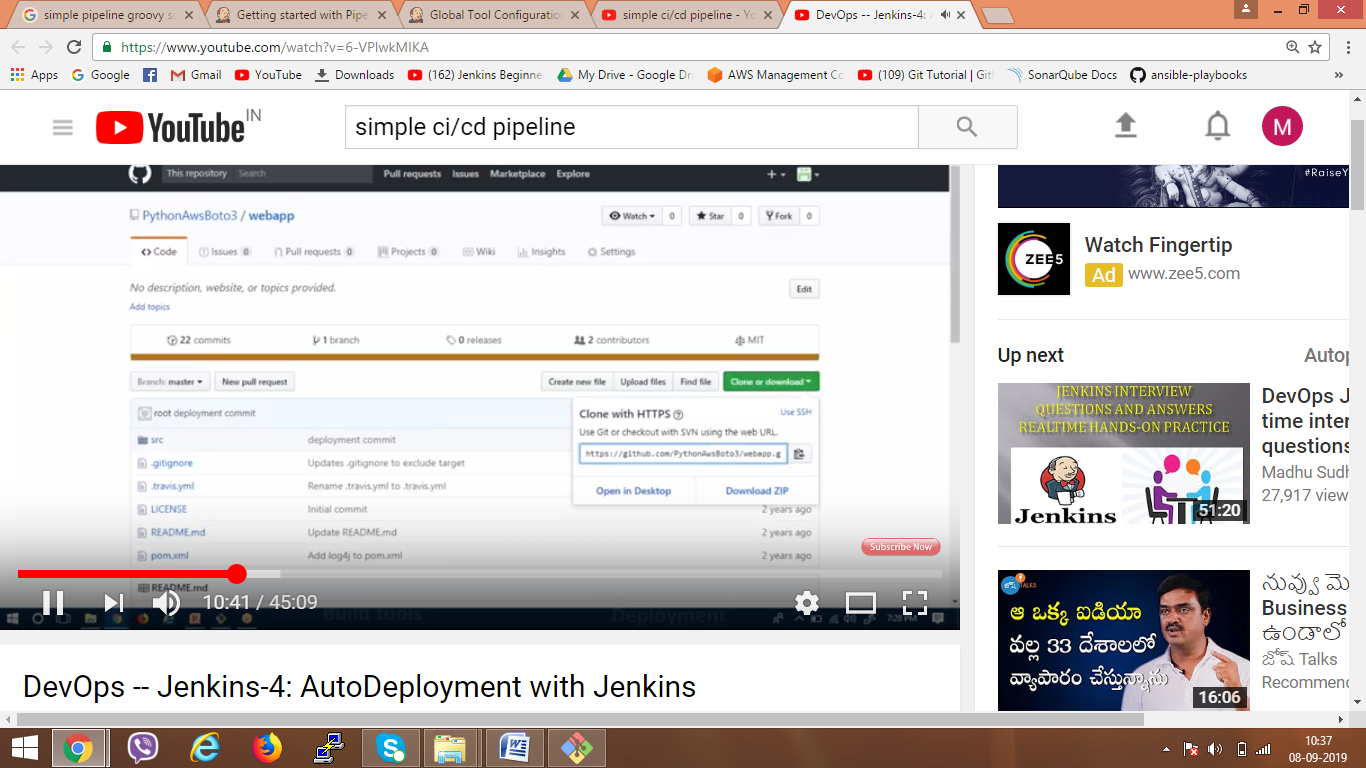 simple pipeline groovy s
Getting started with Pipe
Global Tool Configuratio
simple ci/cd pipeline - Yo
DevOps -- Jenkins-4: A
https://www.youtube.com/watch?v=6-VPlwkMIKA
Apps
Google
Gmail
YouTube
Downloads
(162) Jenkins Beginne
My Drive - Google Dri
AWS Management Co
(109) Git Tutorial | Git
SonarQube Docs
ansible-playbooks
»
YouTube IN
simple ci/cd pipeline
M
This repository Search
Pull requests Issues Marketplace Explore
PythonAwsBoto3 / webapp
Watch 0
Star 0
Fork 0
Code
Issues 0
Pull requests 0
Projects 0
Wiki
Insights
Settings
No description, website, or topics provided.
Edit
Add topics
22 commits
1 branch
0 releases
2 contributors
MIT
Branch: master
New pull request
Create new file
Upload files
Find file
Clone or download
root deployment commit
Clone with HTTPS
Use SSH
Use Git or checkout with SVN using the web URL.
https://github.com/PythonAwsBoto3/webapp.g
Open in Desktop
Download ZIP
src deployment commit
.gitignore Updates .gitignore to exclude target
.travis.yml Rename .travis.yml to .travis.yml
LICENSE Initial commit 2 years ago
README.md Update README.md 2 years ago
pom.xml Add log4j to pom.xml 2 years ago
README.md
Subscribe Now
10:41 / 45:09
Build tools
Deployment
7:28 PM
DevOps -- Jenkins-4: AutoDeployment with Jenkins
#RaiseY
ZEE5
Watch Fingertip
Ad www.zee5.com
Up next
Autop
JENKINS INTERVIEW
QUESTIONS AND ANSWERS
REALTIME HANDS-ON PRACTICE
Jenkins
51:20
DevOps J
time inter
questions
Madhu Sudh
27,917 view
జోష్ TALKS
ఆ ఒక్క ఐడియా
వల్ల 33 దేశాలలో
వ్యాపారం చేస్తున్నాను
16:06
నువ్వు మొ
Business
ఉండాలో
జోష్ Talks
Recommend
10:37
08-09-2019